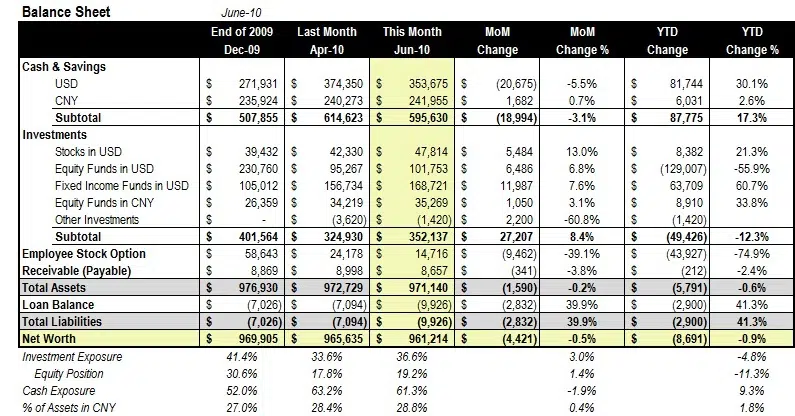 Balance Sheet June-10
End of 2009 Last Month This Month MoM MoM YTD YTD
Dec-09 Apr-10 Jun-10 Change Change % Change Change %
Cash & Savings
USD $ 271,931 $ 374,350 $ 353,675 $ (20,675) -5.5% $ 81,744 30.1%
CNY $ 235,924 $ 240,273 $ 241,955 $ 1,682 0.7% $ 6,031 2.6%
Subtotal $ 507,855 $ 614,623 $ 595,630 $ (18,994) -3.1% $ 87,775 17.3%
Investments
Stocks in USD $ 39,432 $ 42,330 $ 47,814 $ 5,484 13.0% $ 8,382 21.3%
Equity Funds in USD $ 230,760 $ 95,267 $ 101,753 $ 6,486 6.8% $ (129,007) -55.9%
Fixed Income Funds in USD $ 105,012 $ 156,734 $ 168,721 $ 11,987 7.6% $ 63,709 60.7%
Equity Funds in CNY $ 26,359 $ 34,219 $ 35,269 $ 1,050 3.1% $ 8,910 33.8%
Other Investments $ - $ (3,620) $ (1,420) $ 2,200 -60.8% $ (1,420)
Subtotal $ 401,564 $ 324,930 $ 352,137 $ 27,207 8.4% $ (49,426) -12.3%
Employee Stock Option $ 58,643 $ 24,178 $ 14,716 $ (9,462) -39.1% $ (43,927) -74.9%
Receivable (Payable) $ 8,869 $ 8,998 $ 8,657 $ (341) -3.8% $ (212) -2.4%
Total Assets $ 976,930 $ 972,729 $ 971,140 $ (1,590) -0.2% $ (5,791) -0.6%
Loan Balance $ (7,026) $ (7,094) $ (9,926) $ (2,832) 39.9% $ (2,900) 41.3%
Total Liabilities $ (7,026) $ (7,094) $ (9,926) $ (2,832) 39.9% $ (2,900) 41.3%
Net Worth $ 969,905 $ 965,635 $ 961,214 $ (4,421) -0.5% $ (8,691) -0.9%
Investment Exposure 41.4% 33.6% 36.6% 3.0% -4.8%
Equity Position 30.6% 17.8% 19.2% 1.4% -11.3%
Cash Exposure 52.0% 63.2% 61.3% -1.9% 9.3%
% of Assets in CNY 27.0% 28.4% 28.8% 0.4% 1.8%